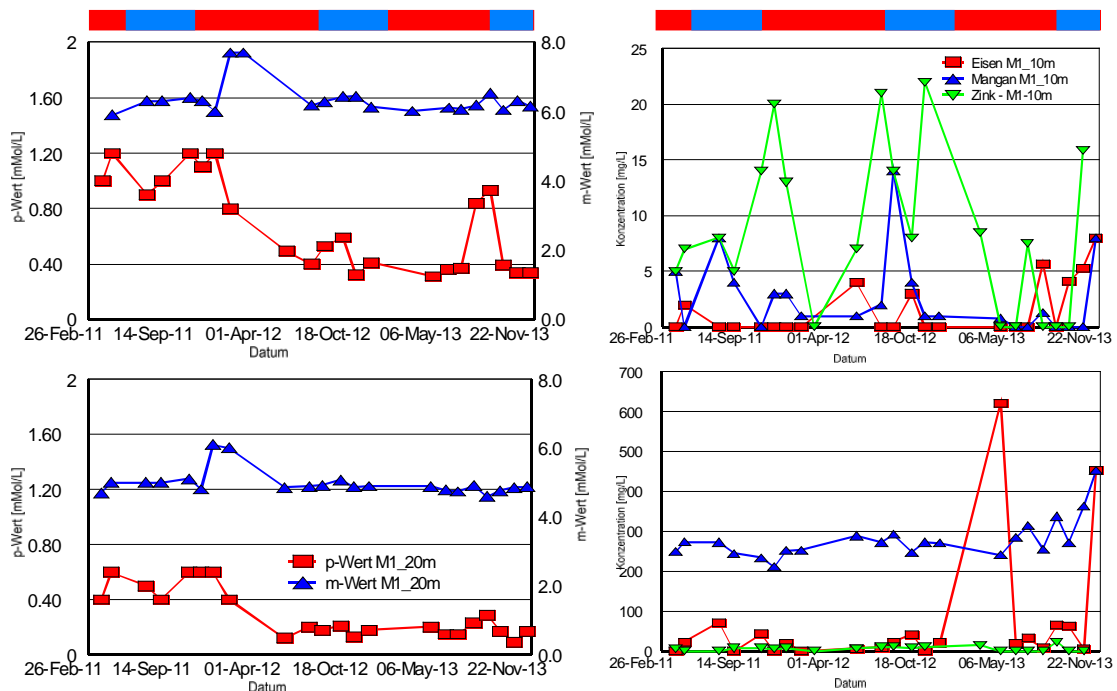 2
1.60
1.20
0.80
0.40
0
p-Wert [mMol/L]
8.0
6.0
4.0
2.0
0.0
m-Wert [mMol/L]
26-Feb-11 14-Sep-11 01-Apr-12 18-Oct-12 06-May-13 22-Nov-13
Datum
25
20
15
10
5
0
Konzentration [mg/L]
Eisen M1_10m
Mangan M1_10m
Zink - M1-10m
26-Feb-11 14-Sep-11 01-Apr-12 18-Oct-12 06-May-13 22-Nov-13
Datum
2
1.60
1.20
0.80
0.40
0
p-Wert [mMol/L]
8.0
6.0
4.0
2.0
0.0
m-Wert [mMol/L]
p-Wert M1_20m
m-Wert M1_20m
26-Feb-11 14-Sep-11 01-Apr-12 18-Oct-12 06-May-13 22-Nov-13
Datum
700
600
500
400
300
200
100
0
Konzentration [mg/L]
26-Feb-11 14-Sep-11 01-Apr-12 18-Oct-12 06-May-13 22-Nov-13
Datum